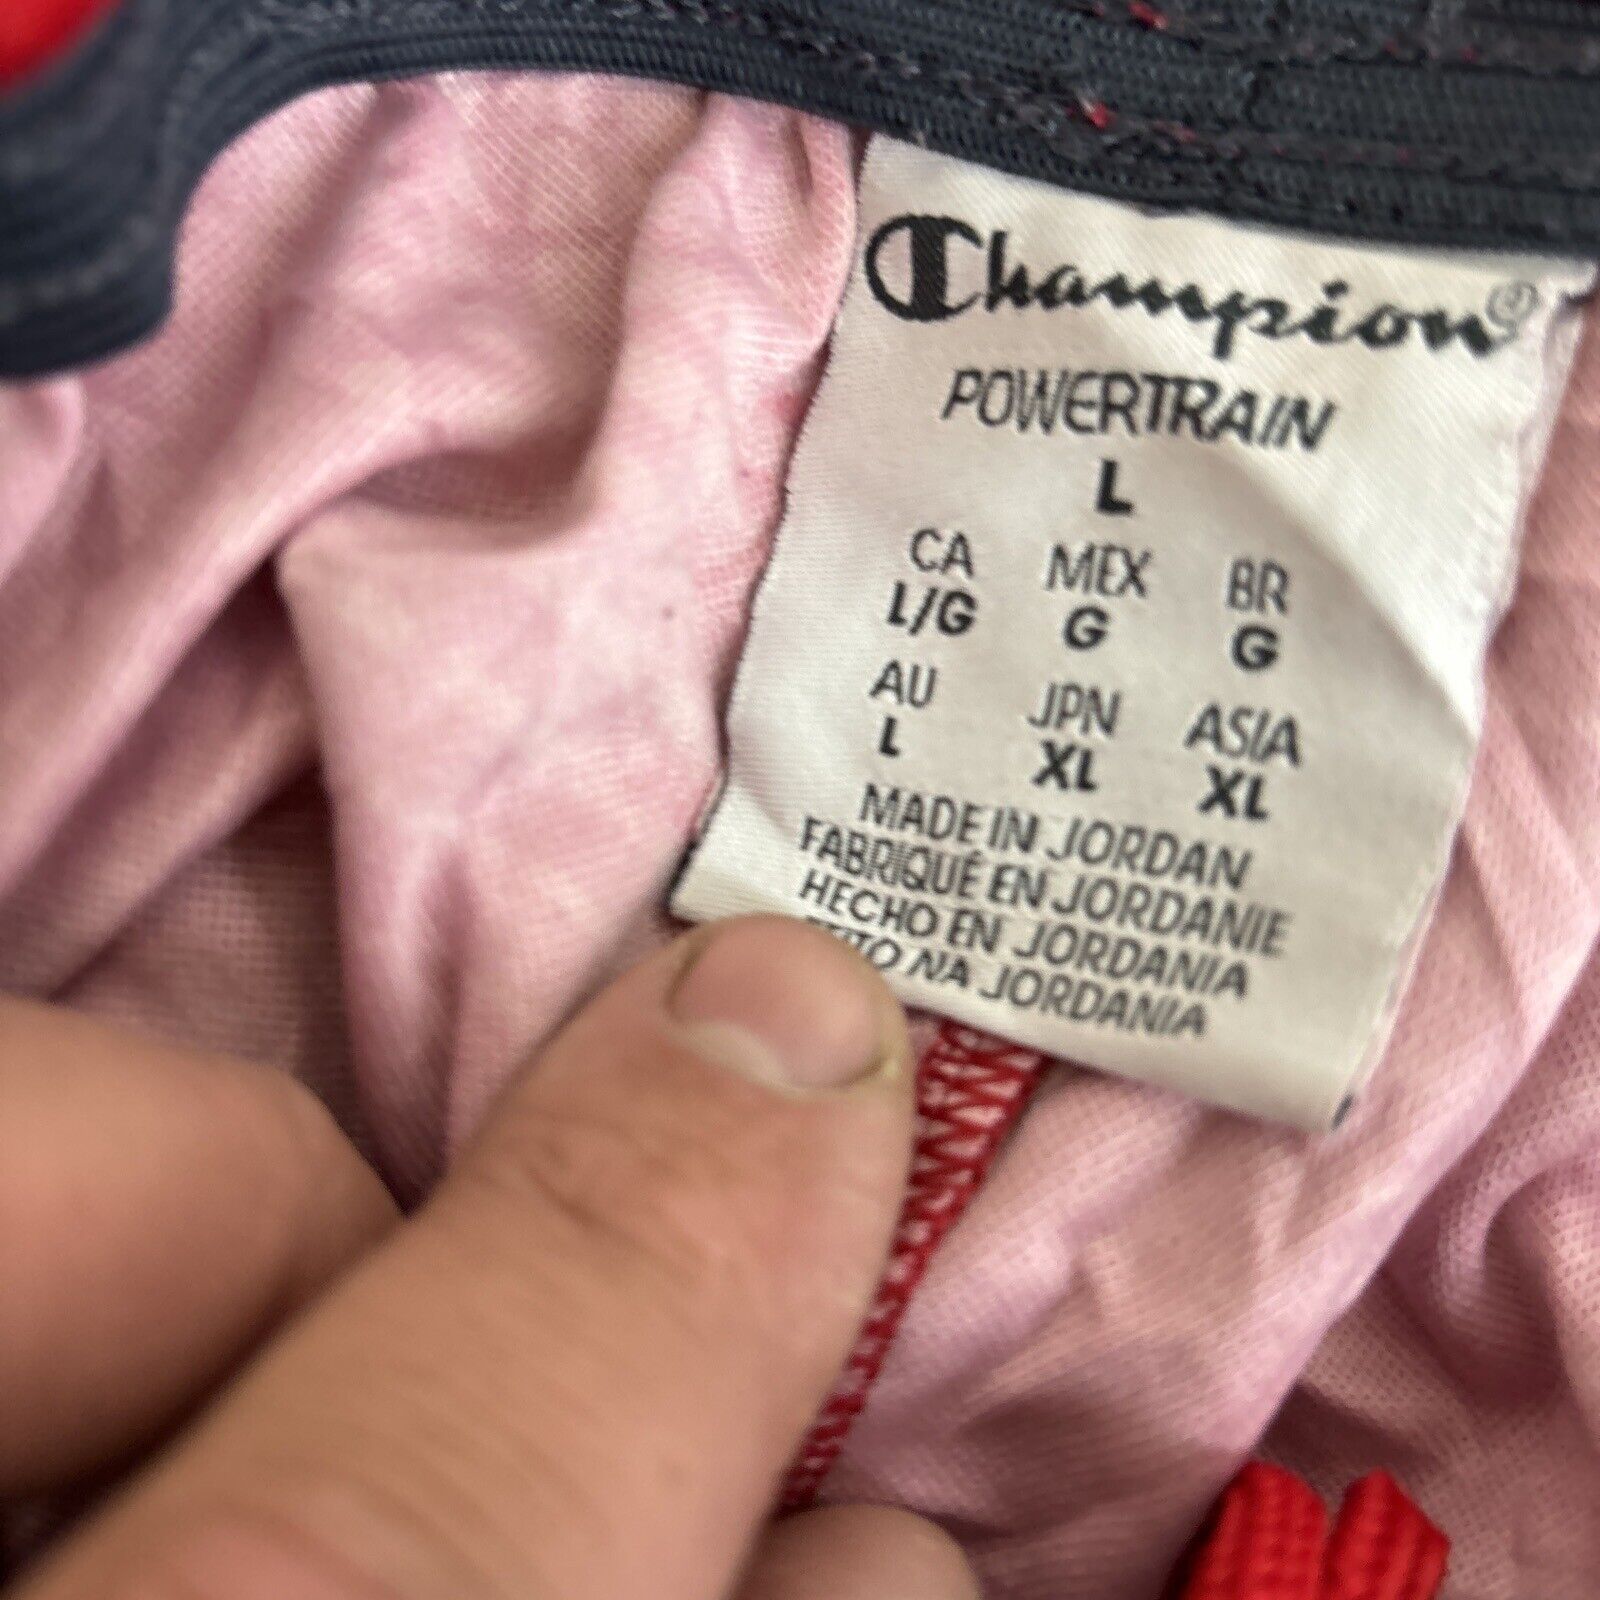 Champion®
POWERTRAIN
L
CA MEX BR
L/G G G
AU JPN ASIA
L XL XL
MADE IN JORDAN
FABRIQUÉ EN JORDANIE
HECHO EN JORDANIA
NA JORDANIA